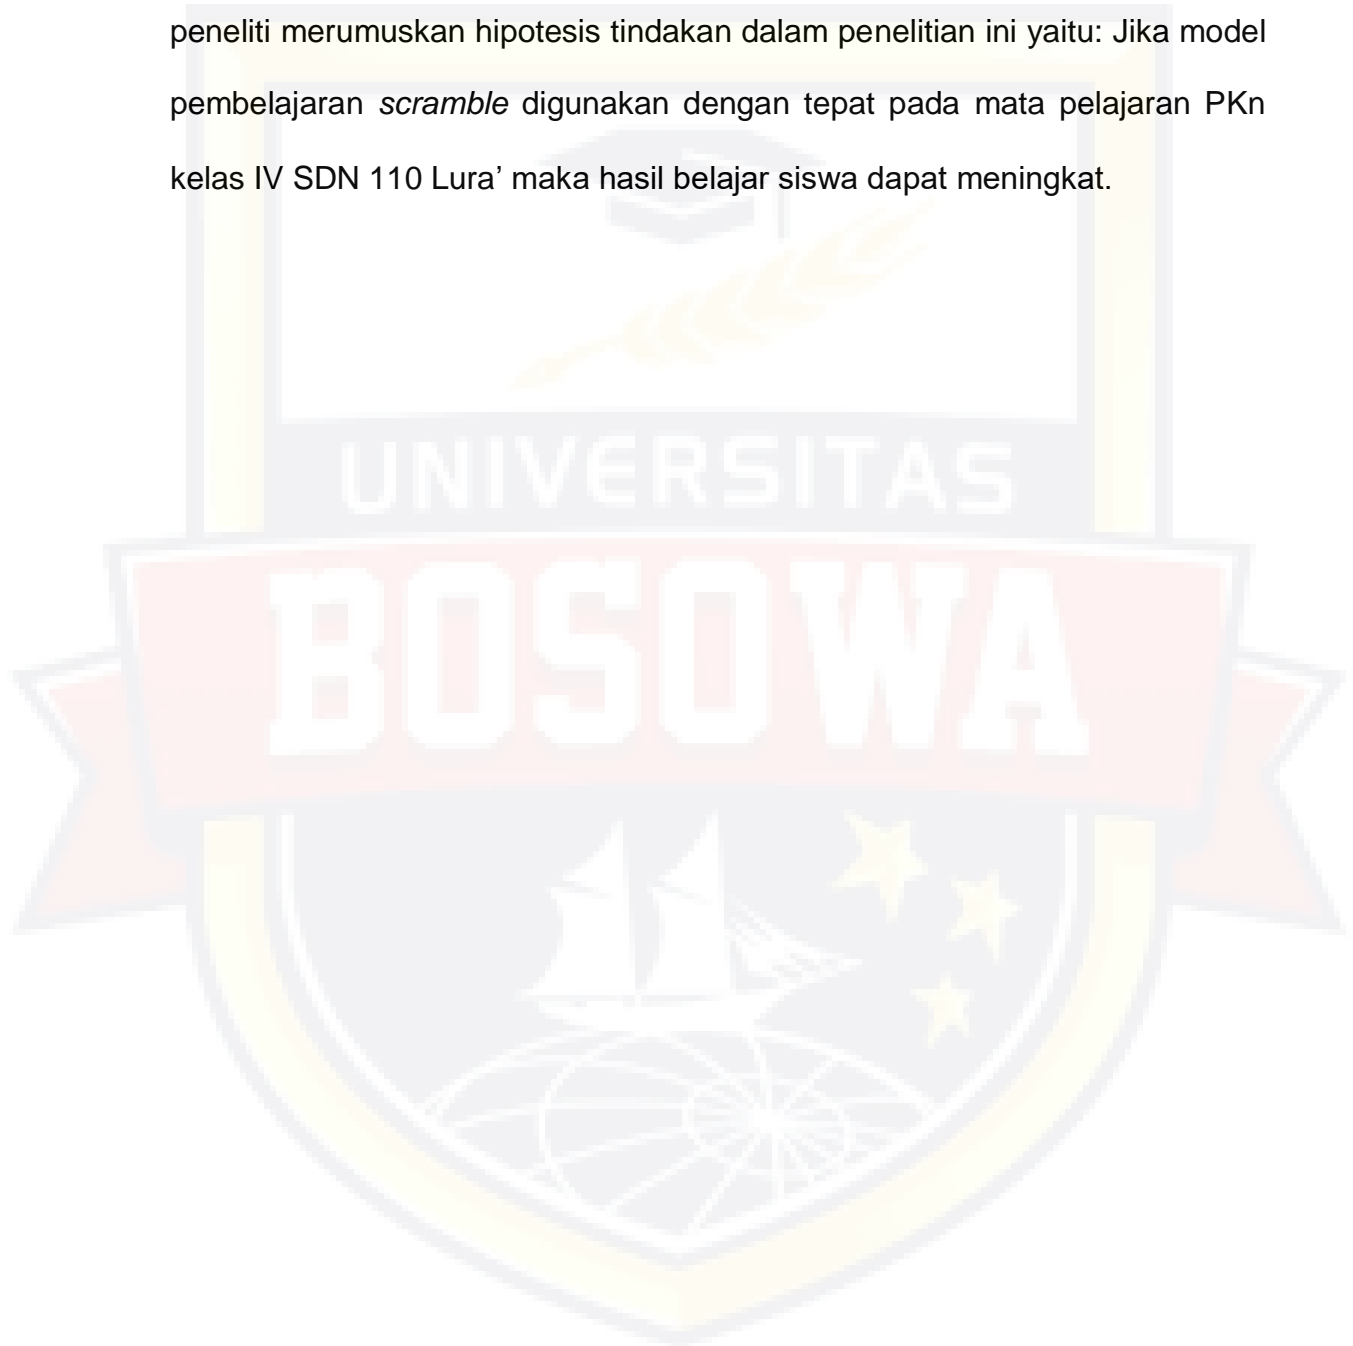 peneliti merumuskan hipotesis tindakan dalam penelitian ini yaitu: Jika model
pembelajaran scramble digunakan dengan tepat pada mata pelajaran PKn
kelas IV SDN 110 Lura’ maka hasil belajar siswa dapat meningkat.
UNIVERSITAS
BOSOWA